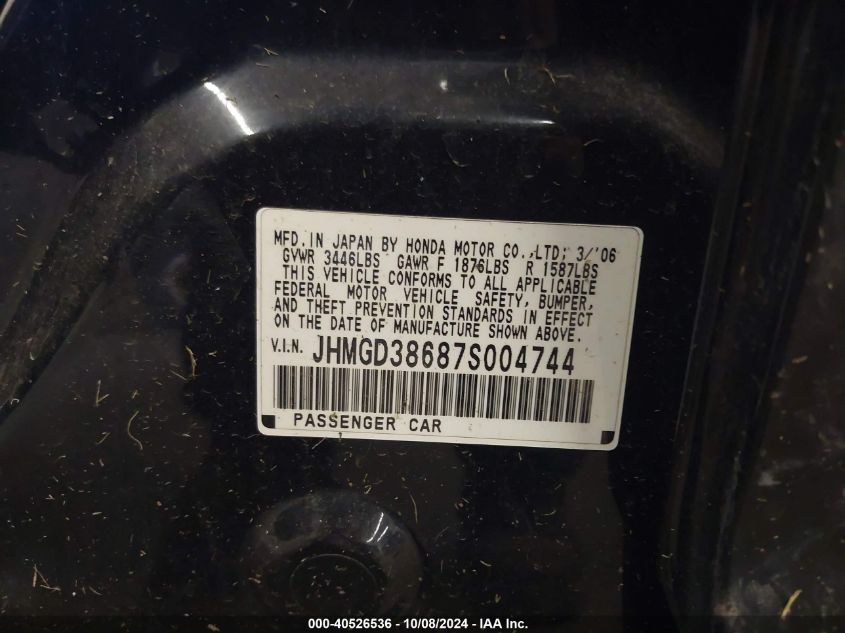 MFD. IN JAPAN BY HONDA MOTOR CO., LTD; 3/'06
GVWR 3446LBS GAWR F 1876LBS R 1587LBS
THIS VEHICLE CONFORMS TO ALL APPLICABLE
FEDERAL MOTOR VEHICLE SAFETY, BUMPER,
AND THEFT PREVENTION STANDARDS IN EFFECT
ON THE DATE OF MANUFACTURE SHOWN ABOVE.
V.I.N. JHMGD38687S004744
PASSENGER CAR
000-40526536 - 10/08/2024 - IAA Inc.